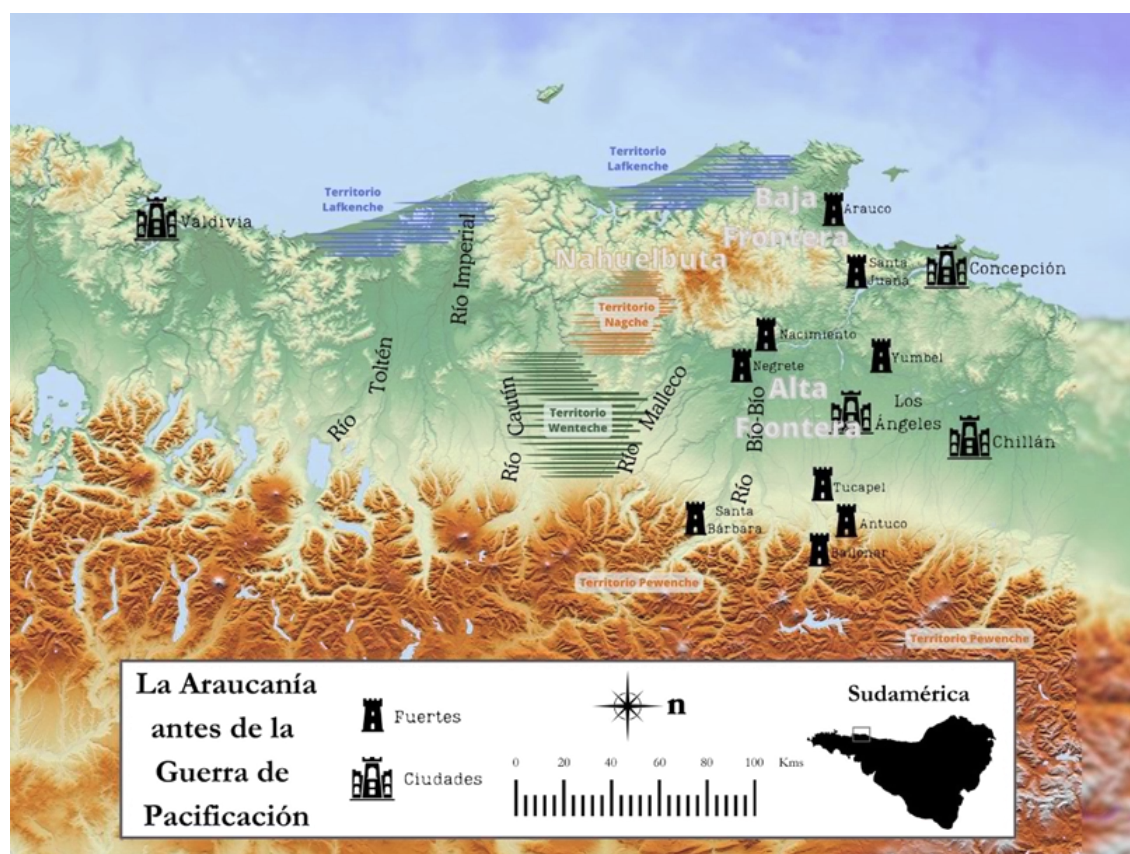 Territorio
Lafkenche
Territorio
Lafkenche
Valdivia
Baja
Frontera
Arauco
Santa
Juana
Concepción
Río Imperial
Nahuelbuta
Territorio
Nagche
Nacimiento
Negrete
Yumbel
Río Toltén
Río Cautín
Territorio
Wenteche
Río Malleco
Río Bío-Bío
Alta
Frontera
Los
Ángeles
Chillán
Tucapel
Santa
Bárbara
Antuco
Ballenar
Territorio Pewenche
Territorio Pewenche
La Araucanía
antes de la
Guerra de
Pacificación
Fuertes
Ciudades
n
0 20 40 60 80 100 Kms
Sudamérica